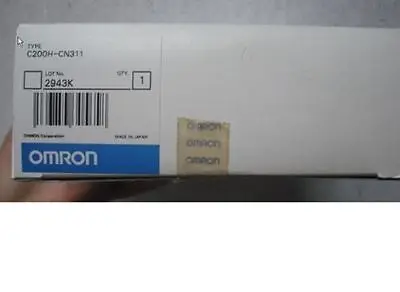 TYPE
C200H-CN311
LOT No. QTY.
2943K 1
OMRON Corporation MADE IN JAPAN
OMRON
OMRON
OMRON
OMRON